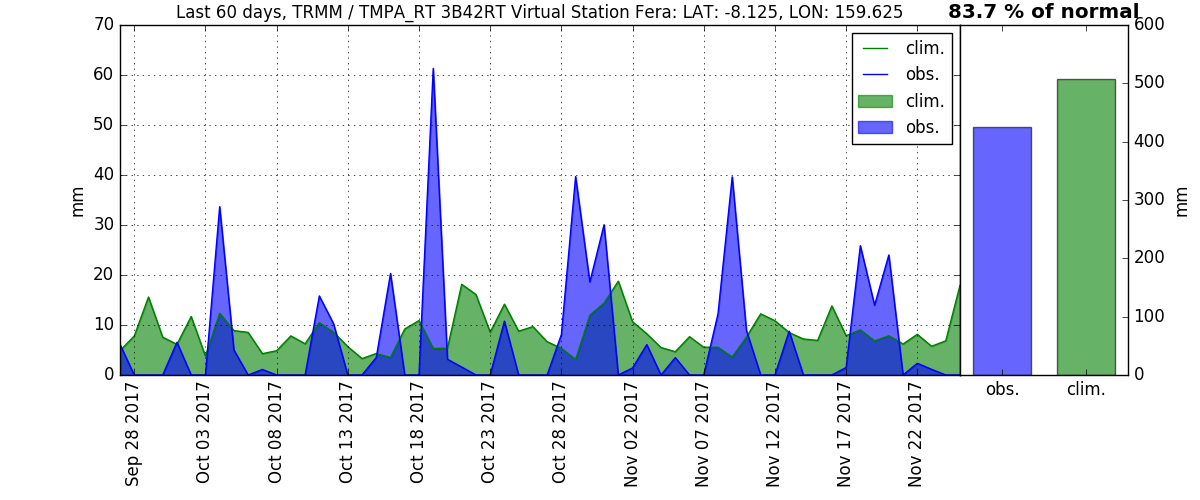 Last 60 days, TRMM / TMPA_RT 3B42RT Virtual Station Fera: LAT: -8.125, LON: 159.625
83.7 % of normal
70
60
50
40
30
20
10
0
mm
clim.
obs.
clim.
obs.
Sep 28 2017
Oct 03 2017
Oct 08 2017
Oct 13 2017
Oct 18 2017
Oct 23 2017
Oct 28 2017
Nov 02 2017
Nov 07 2017
Nov 12 2017
Nov 17 2017
Nov 22 2017
600
500
400
300
200
100
0
mm
obs.
clim.